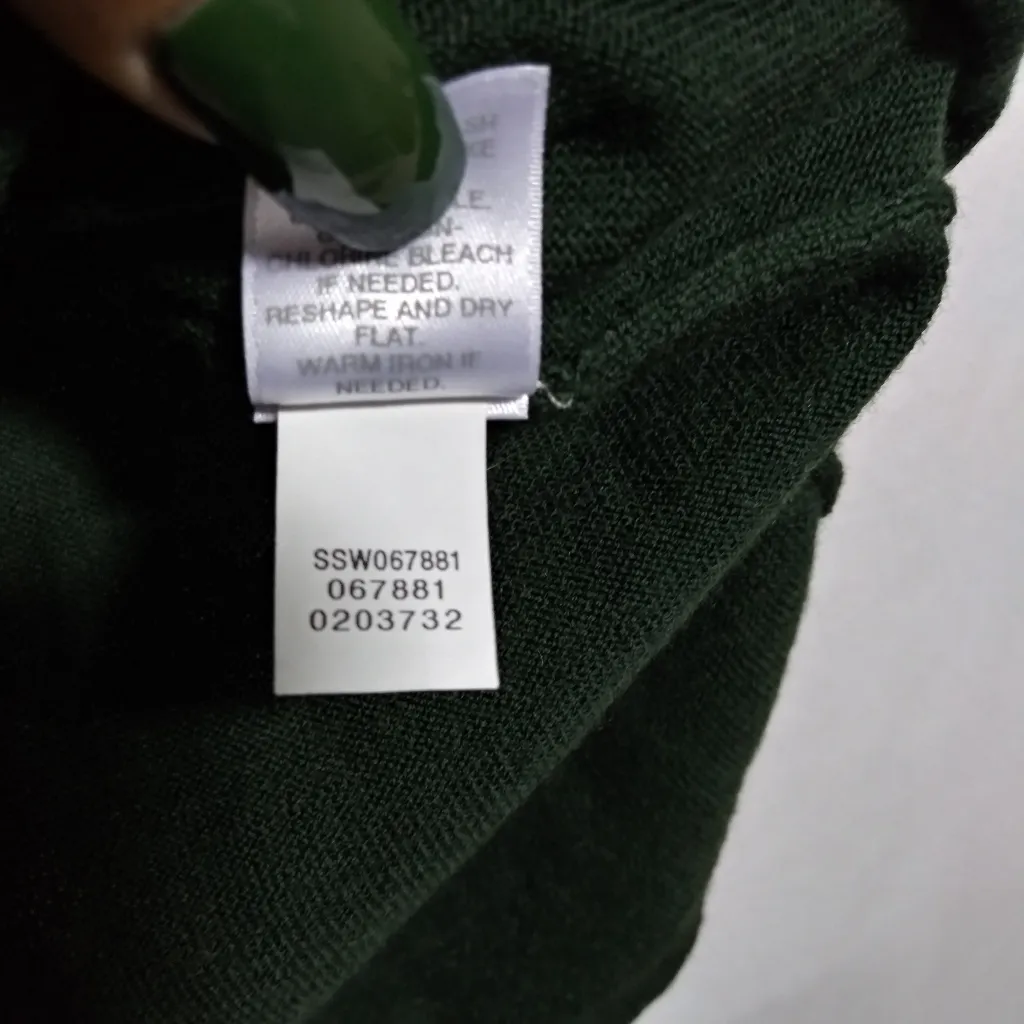 CHLORINE BLEACH
IF NEEDED.
RESHAPE AND DRY
FLAT.
WARM IRON IF
NEEDED.
SSW067881
067881
0203732